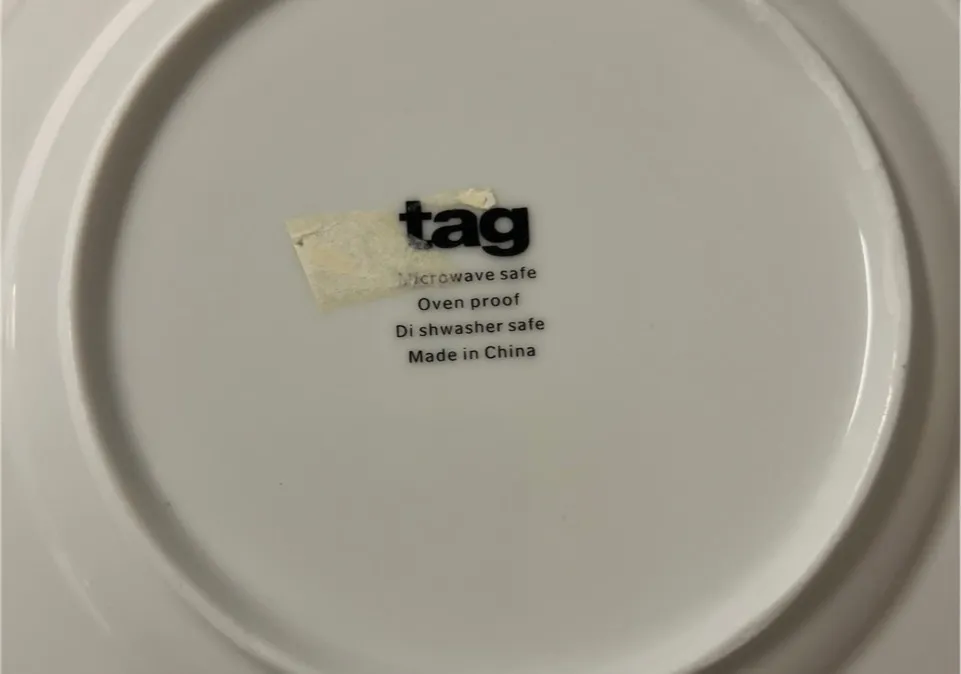 tag
Microwave safe
Oven proof
Di shwasher safe
Made in China